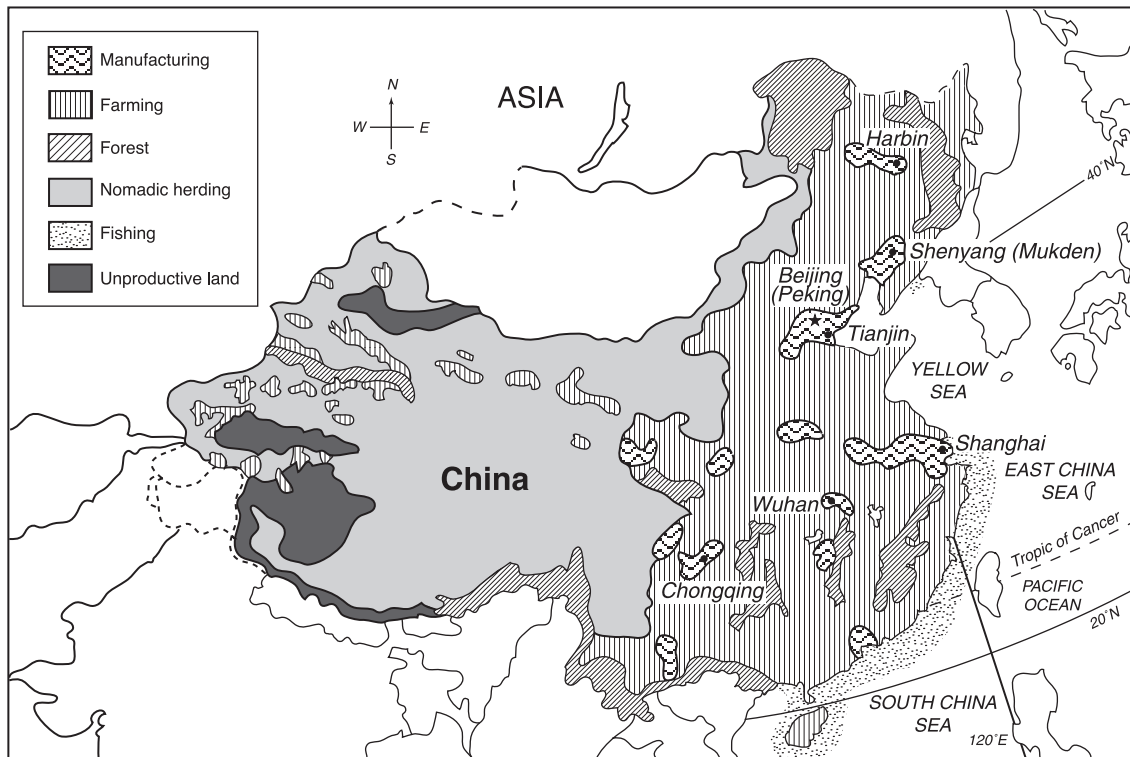 Manufacturing
Farming
Forest
Nomadic herding
Fishing
Unproductive land
N
W
E
S
ASIA
Harbin
40°N
Shenyang (Mukden)
Beijing
(Peking)
Tianjin
YELLOW
SEA
Shanghai
China
EAST CHINA
SEA
Wuhan
Tropic of Cancer
Chongqing
PACIFIC
OCEAN
20°N
SOUTH CHINA
SEA
120°E